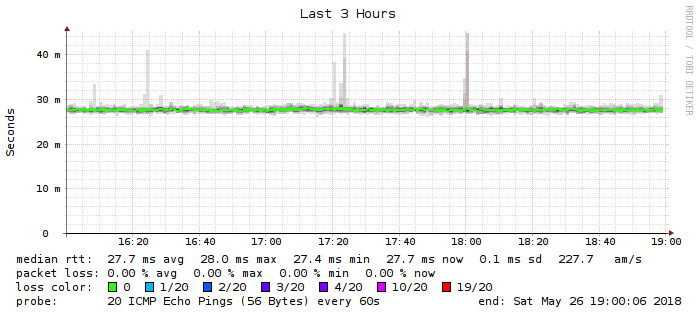 Last 3 Hours
RRDTOOL / TOBI OETIKER
Seconds
40 m
30 m
20 m
10 m
0
16:20 16:40 17:00 17:20 17:40 18:00 18:20 18:40 19:00
median rtt: 27.7 ms avg 28.0 ms max 27.4 ms min 27.7 ms now 0.1 ms sd 227.7 am/s
packet loss: 0.00 % avg 0.00 % max 0.00 % min 0.00 % now
loss color: 0 1/20 2/20 3/20 4/20 10/20 19/20
probe: 20 ICMP Echo Pings (56 Bytes) every 60s end: Sat May 26 19:00:06 2018